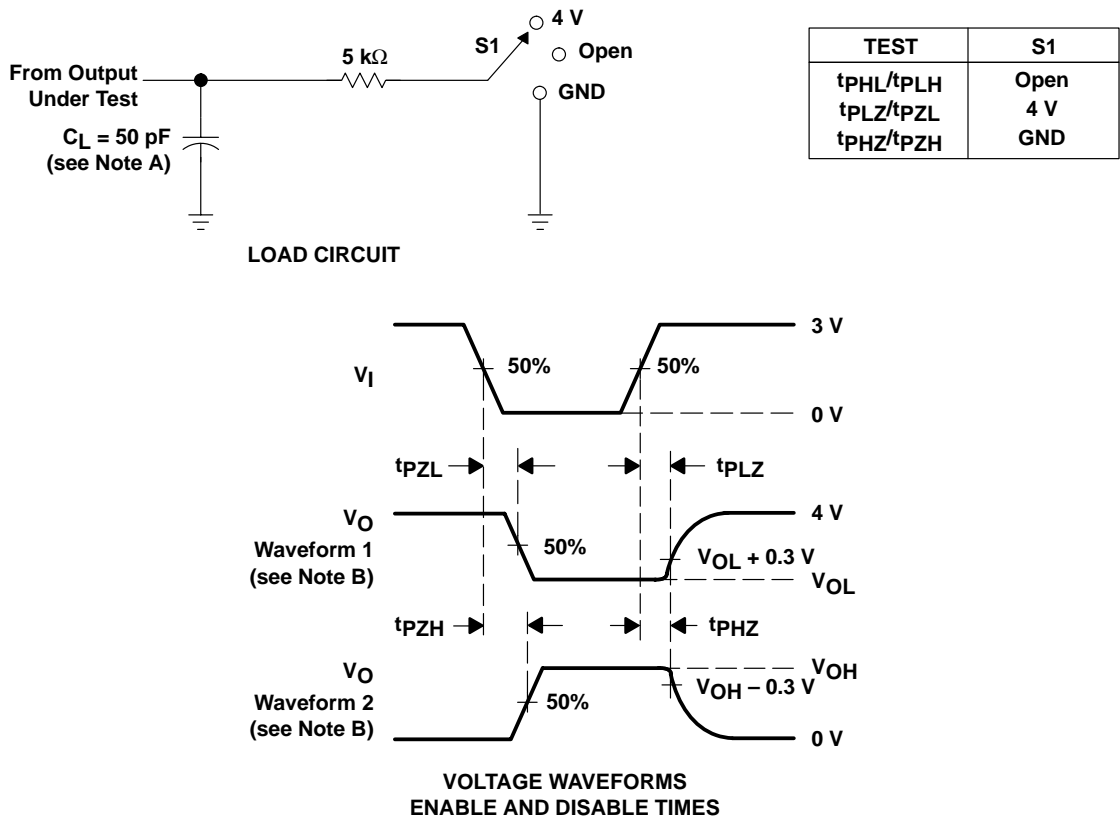 4 V
S1
Open
5 kΩ
GND
From Output
Under Test
CL = 50 pF
(see Note A)
LOAD CIRCUIT
TEST S1
tPHL/tPLH Open
tPLZ/tPZL 4 V
tPHZ/tPZH GND
3 V
VI
50%
50%
0 V
tPZL
tPLZ
VO
4 V
Waveform 1
(see Note B)
50%
VOL + 0.3 V
VOL
tPZH
tPHZ
VO
VOH
Waveform 2
(see Note B)
50%
VOH – 0.3 V
0 V
VOLTAGE WAVEFORMS
ENABLE AND DISABLE TIMES